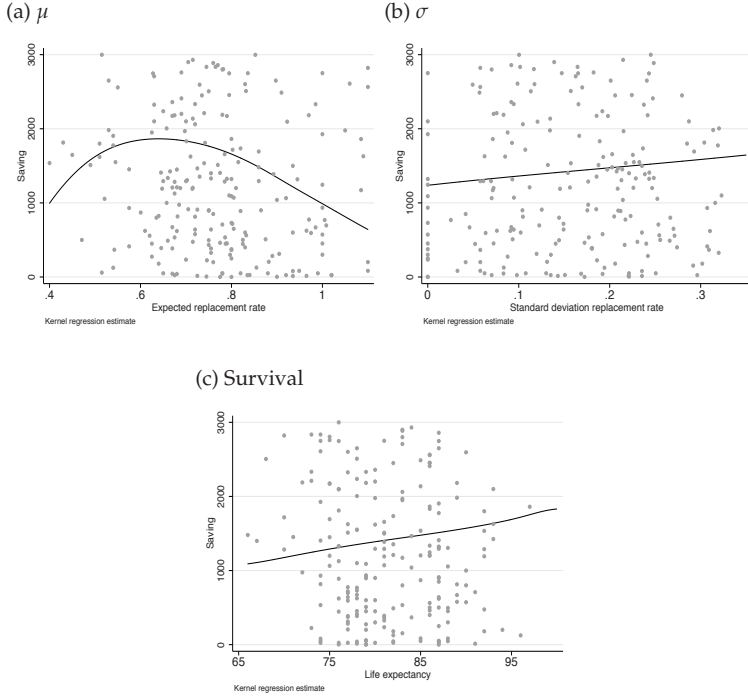 (a) μ
3000
2000
1000
0
Saving
.4 .6 .8 1
Expected replacement rate
Kernel regression estimate
(b) σ
3000
2000
1000
0
Saving
0 .1 .2 .3
Standard deviation replacement rate
Kernel regression estimate
(c) Survival
3000
2000
1000
0
Saving
65 75 85 95
Life expectancy
Kernel regression estimate